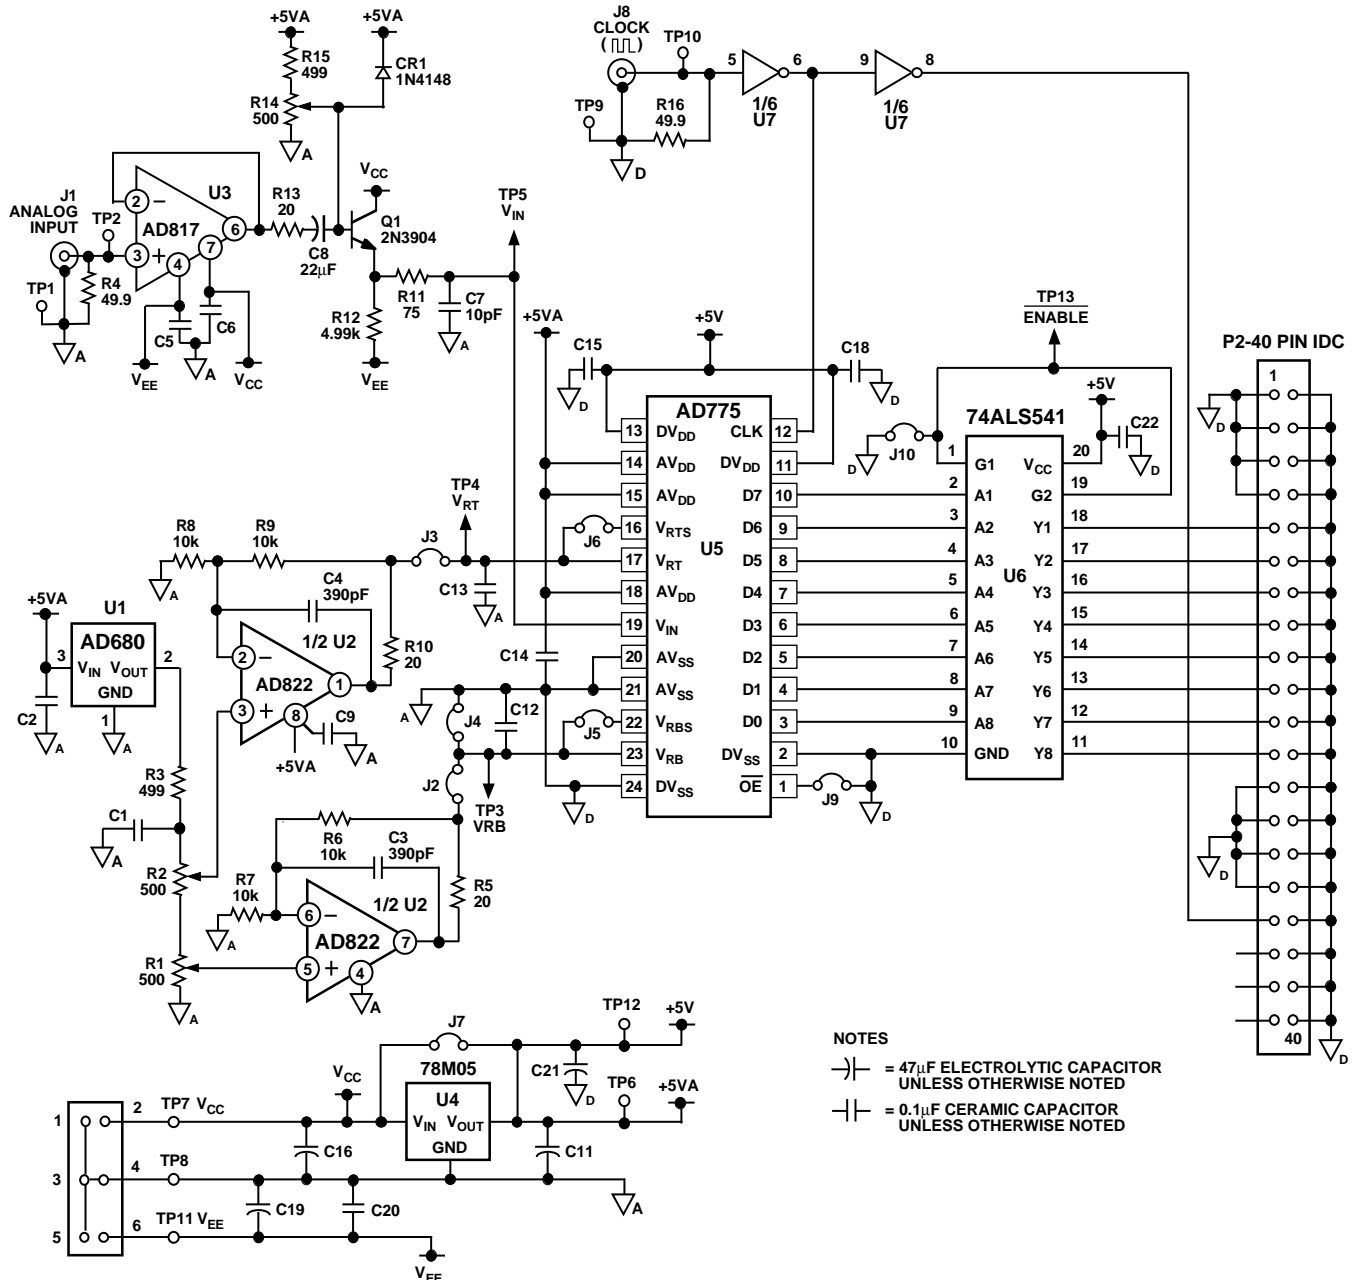 +5VA
+5VA
J8
CLOCK
TP10
R15
499
CR1
1N4148
5
6
9
8
R14
500
1/6
U7
1/6
U7
TP9
R16
49.9
A
D
VCC
J1
ANALOG
INPUT
TP2
2
−
U3
AD817
6
7
3
+
4
R13
20
C8
22μF
Q1
2N3904
TP5
VIN
TP1
R4
49.9
C5
C6
R12
4.99k
R11
75
C7
10pF
A
A
A
VEE
VCC
VEE
+5VA
+5V
C15
C18
D
D
TP13
ENABLE
P2-40 PIN IDC
1
D
AD775
U5
13
DVDD
CLK
12
14
AVDD
DVDD
11
15
AVDD
D7
10
16
VRTS
D6
9
17
VRT
D5
8
18
AVDD
D4
7
19
VIN
D3
6
20
AVSS
D2
5
21
AVSS
D1
4
22
VRBS
D0
3
23
VRB
DVSS
2
24
DVSS
OE
1
74ALS541
U6
+5V
C22
D
J10
D
1
G1
VCC
20
2
A1
G2
19
3
A2
Y1
18
4
A3
Y2
17
5
A4
Y3
16
6
A5
Y4
15
7
A6
Y5
14
8
A7
Y6
13
9
A8
Y7
12
10
GND
Y8
11
J9
D
D
D
40
D
TP4
VRT
R8
10k
R9
10k
J3
J6
C13
A
A
C4
390pF
+5VA
U1
AD680
3
VIN
VOUT
2
GND
1
C2
A
A
1/2 U2
2
−
AD822
1
3
+
8
+5VA
C9
A
R10
20
C14
A
J4
C12
J5
J2
TP3
VRB
D
R3
499
C1
A
R2
500
R1
500
A
R6
10k
C3
390pF
R7
10k
A
1/2 U2
6
−
AD822
7
5
+
4
A
R5
20
J7
TP12
+5V
78M05
U4
VIN
VOUT
GND
VCC
C21
D
TP6
+5VA
1
2
TP7 VCC
C16
C11
3
4
TP8
A
C19
C20
5
6
TP11 VEE
VEE
NOTES
= 47μF ELECTROLYTIC CAPACITOR
UNLESS OTHERWISE NOTED
= 0.1μF CERAMIC CAPACITOR
UNLESS OTHERWISE NOTED